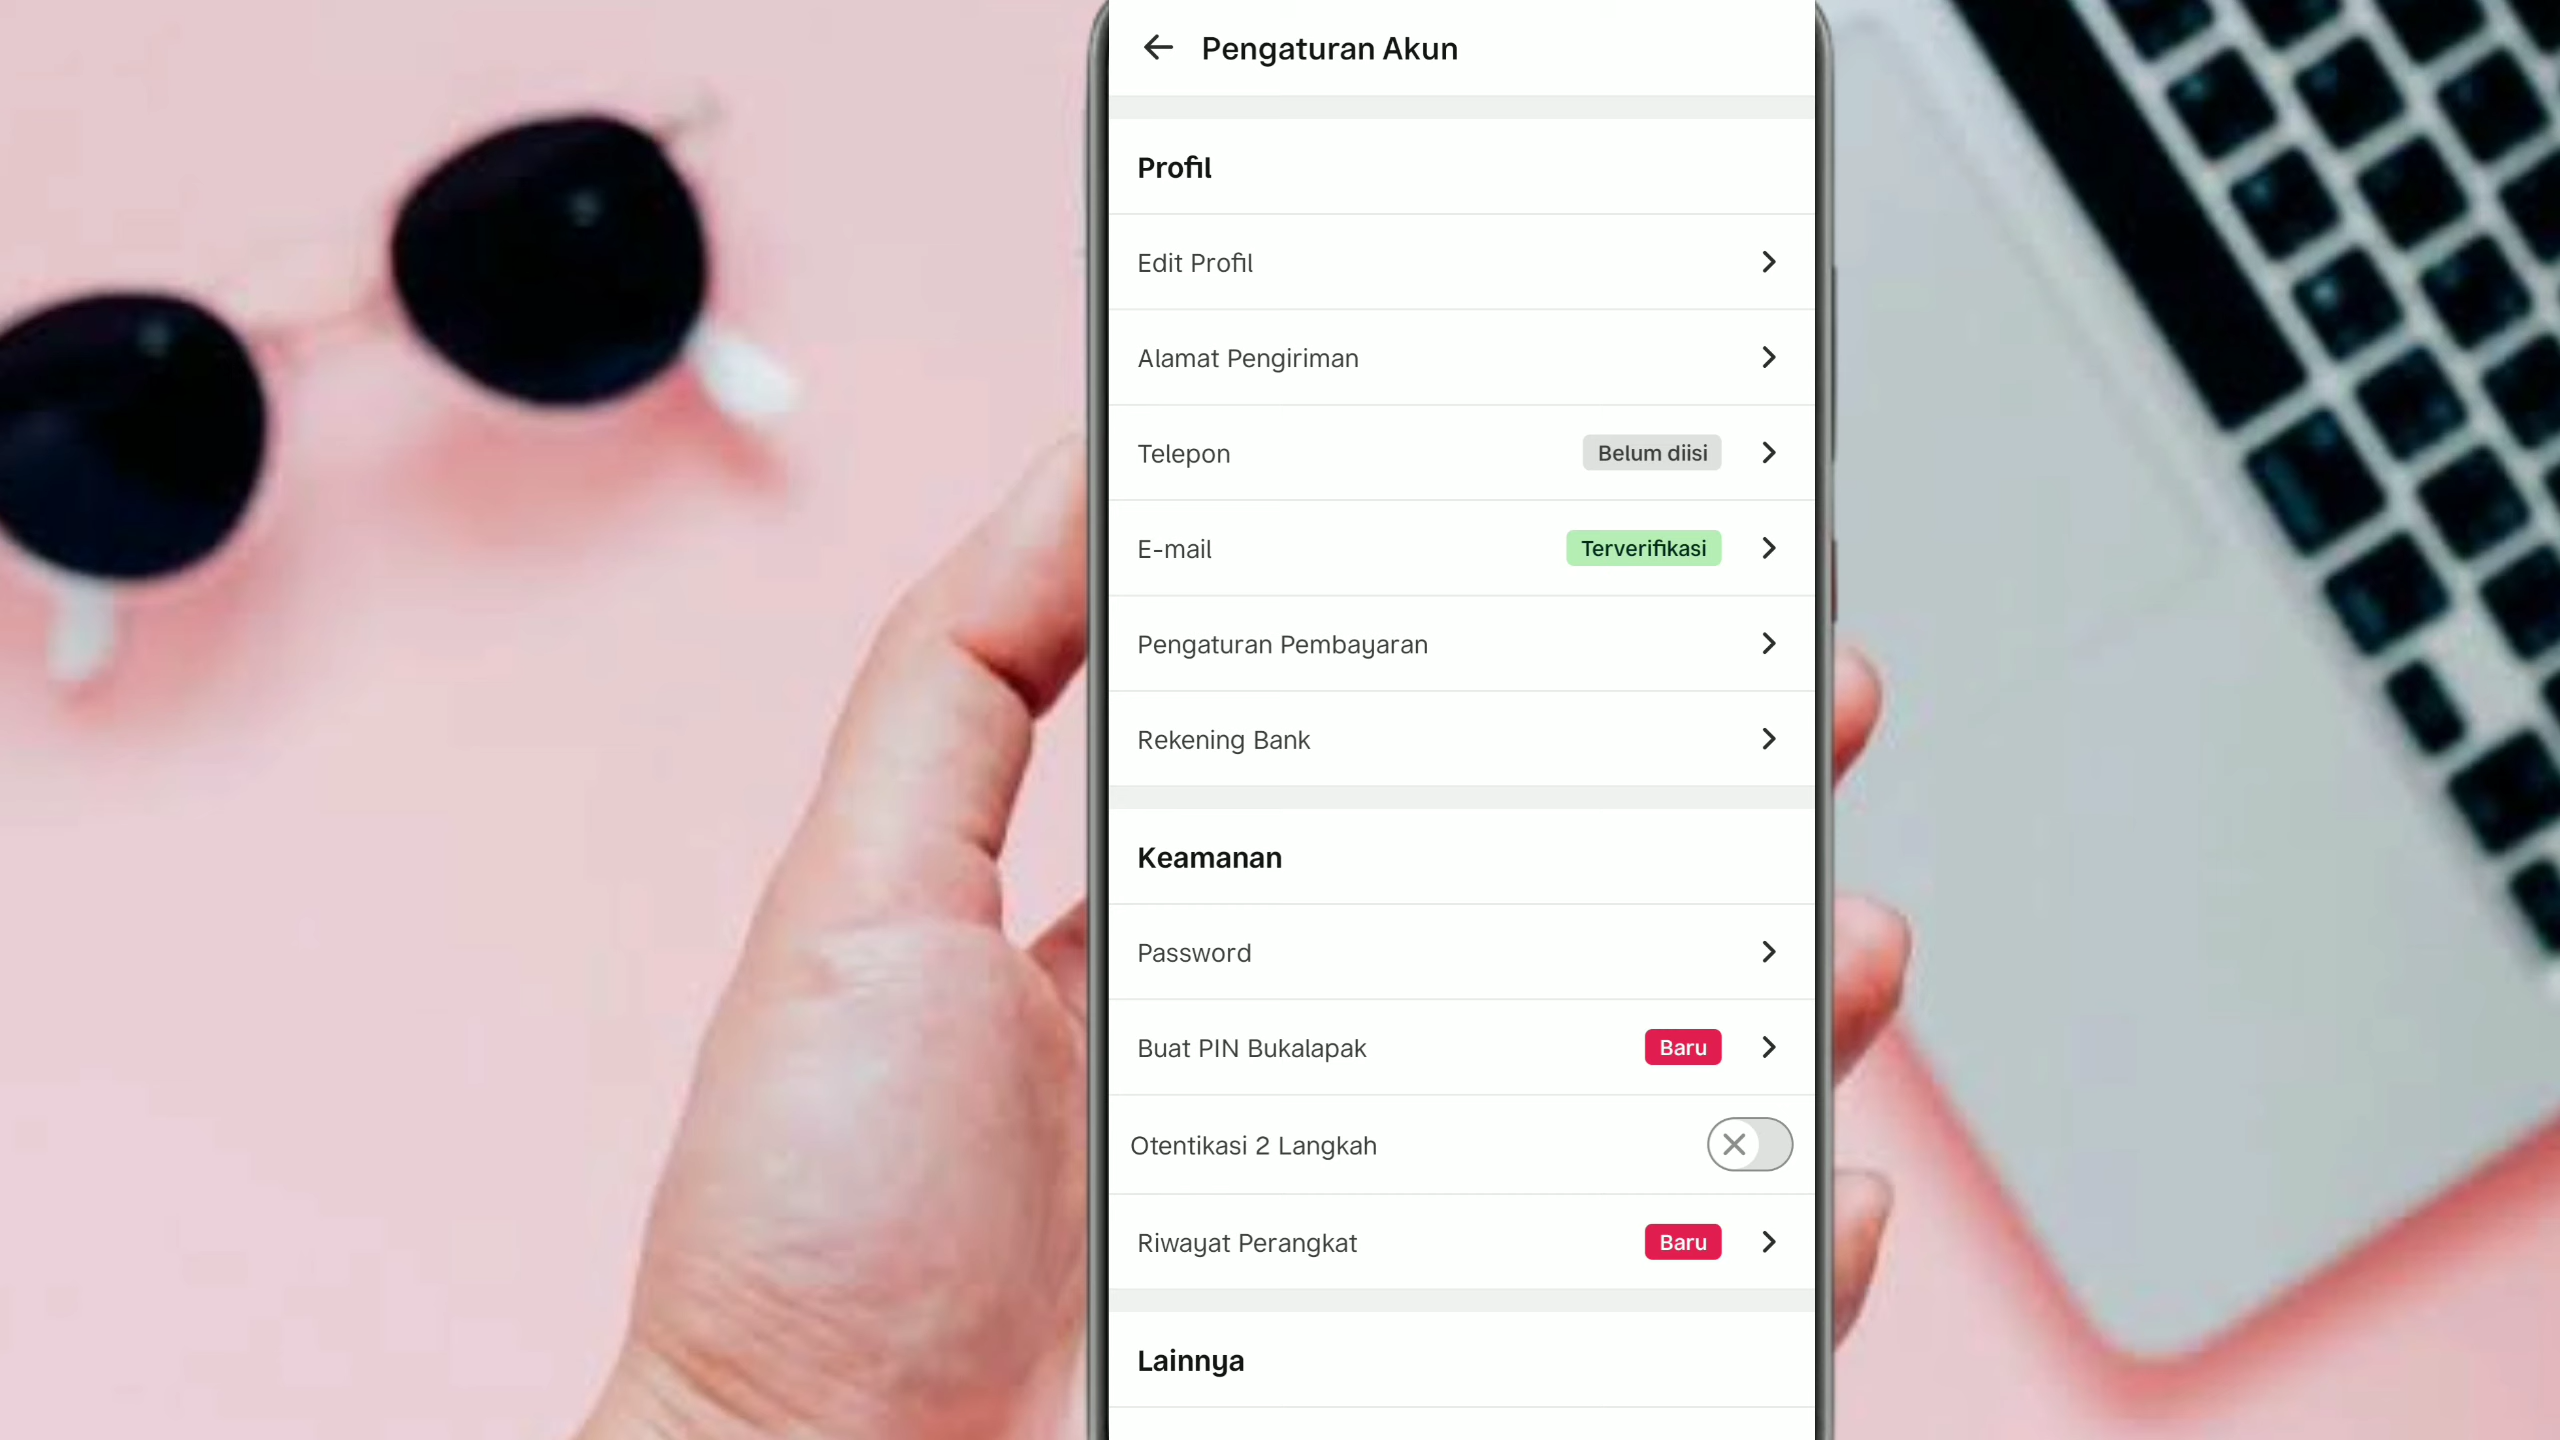 Pengaturan Akun
Profil
Edit Profil
Alamat Pengiriman
Telepon
Belum diisi
E-mail
Terverifikasi
Pengaturan Pembayaran
Rekening Bank
Keamanan
Password
Buat PIN Bukalapak
Baru
Otentikasi 2 Langkah
Riwayat Perangkat
Baru
Lainnya